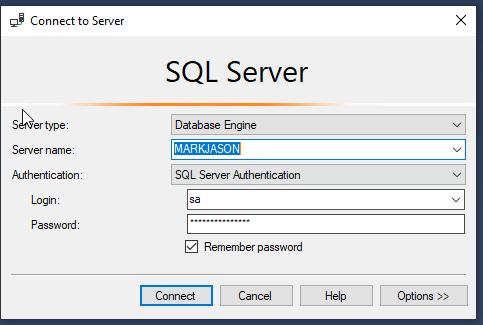 Connect to Server
SQL Server
Server type: Database Engine
Server name: MARKJASON
Authentication: SQL Server Authentication
Login: sa
Password: ***************
Remember password
Connect Cancel Help Options >>